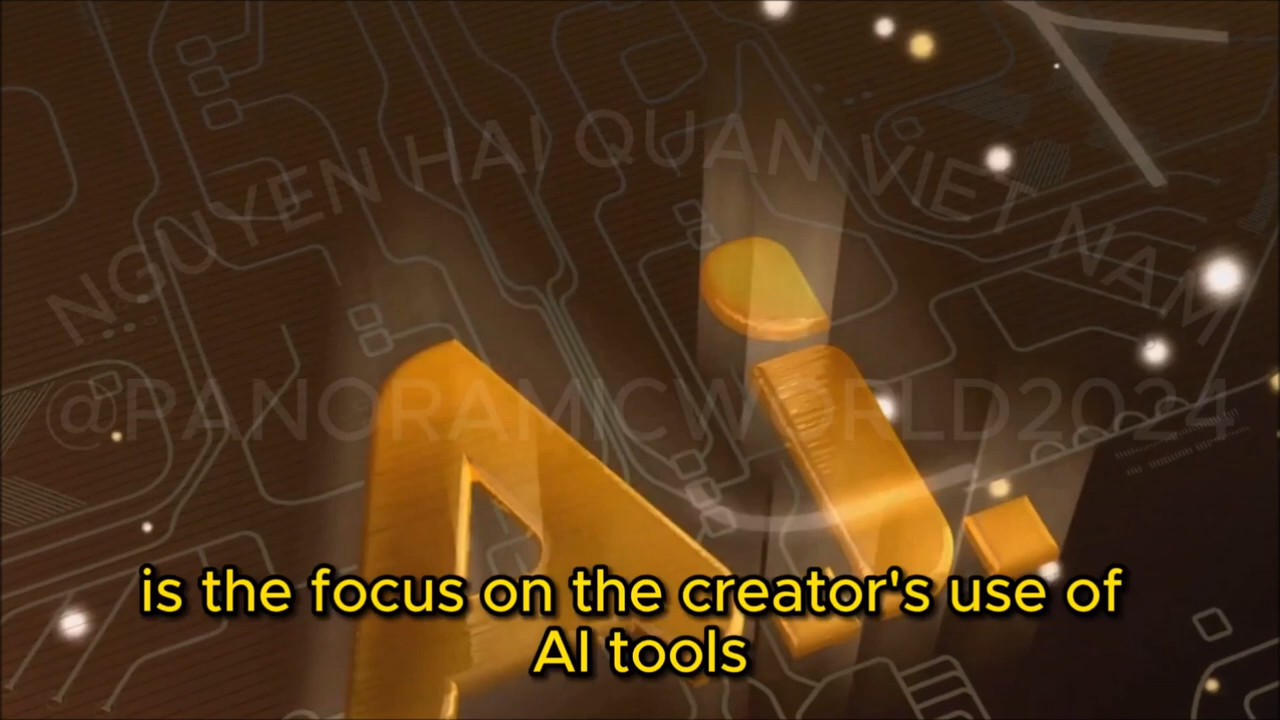 NGUYEN HAI QUAN VIET NAM
@PANORAMICWORLD2024
Ai.
is the focus on the creator's use of
AI tools